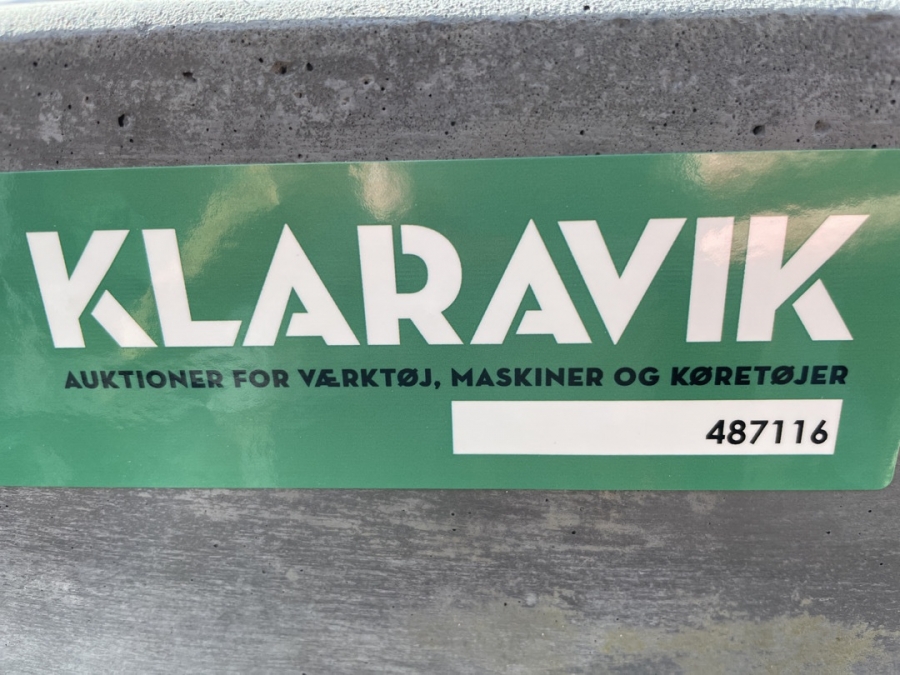 KLARAVIK
AUKTIONER FOR VÆRKTØJ, MASKINER OG KØRETØJER
487116